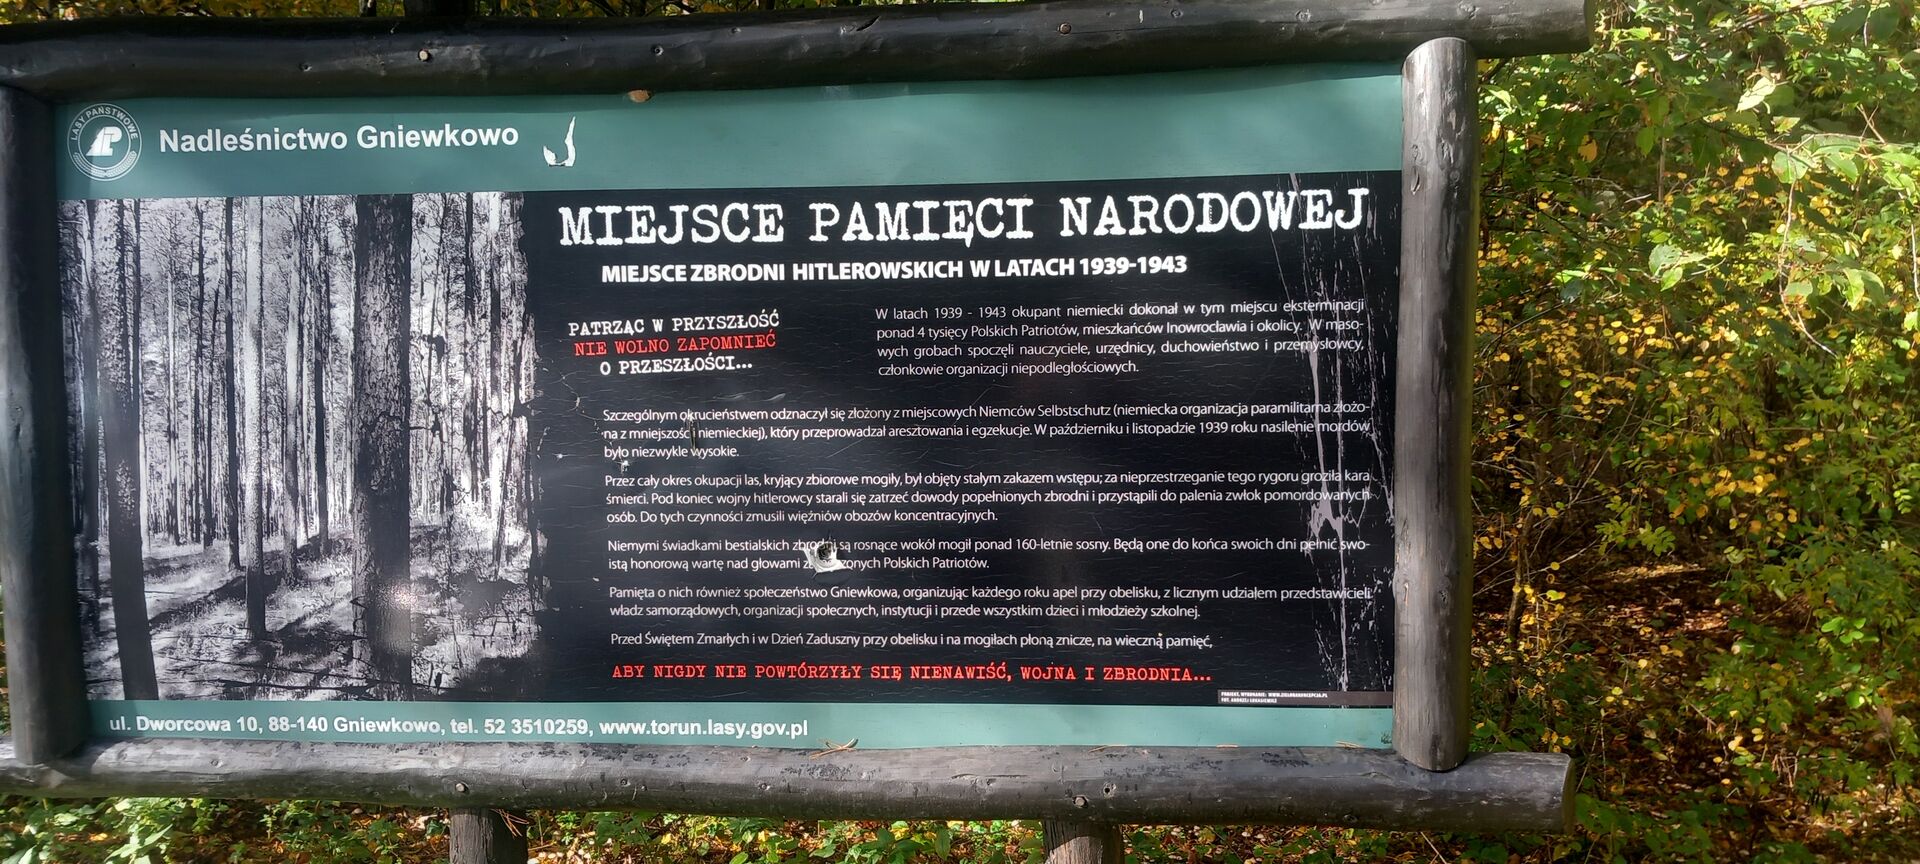 LASY PAŃSTWOWE
Nadleśnictwo Gniewkowo
MIEJSCE PAMIĘCI NARODOWEJ
MIEJSCE ZBRODNI HITLEROWSKICH W LATACH 1939-1943
PATRZĄC W PRZYSZŁOŚĆ
NIE WOLNO ZAPOMNIEĆ
O PRZESZŁOŚCI...
W latach 1939 - 1943 okupant niemiecki dokonał w tym miejscu eksterminacji
ponad 4 tysięcy Polskich Patriotów, mieszkańców Inowrocławia i okolicy. W maso-
wych grobach spoczęli nauczyciele, urzędnicy, duchowieństwo i przemysłowcy,
członkowie organizacji niepodległościowych.
Szczególnym okrucieństwem odznaczył się złożony z miejscowych Niemców Selbstschutz (niemiecka organizacja paramilitarna złożo-
na z mniejszości niemieckiej), który przeprowadzał aresztowania i egzekucje. W październiku i listopadzie 1939 roku nasilenie mordów
było niezwykle wysokie.
Przez cały okres okupacji las, kryjący zbiorowe mogiły, był objęty stałym zakazem wstępu; za nieprzestrzeganie tego rygoru groziła kara
śmierci. Pod koniec wojny hitlerowcy starali się zatrzeć dowody popełnionych zbrodni i przystąpili do palenia zwłok pomordowanych
osób. Do tych czynności zmusili więźniów obozów koncentracyjnych.
Niemymi świadkami bestialskich zbrodni są rosnące wokół mogił ponad 160-letnie sosny. Będą one do końca swoich dni pełnić swo-
istą honorową wartę nad głowami Polskich Patriotów.
Pamięta o nich również społeczeństwo Gniewkowa, organizując każdego roku apel przy obelisku, z licznym udziałem przedstawicieli
władz samorządowych, organizacji społecznych, instytucji i przede wszystkim dzieci i młodzieży szkolnej.
Przed Świętem Zmarłych i w Dzień Zaduszny przy obelisku i na mogiłach płoną znicze, na wieczną pamięć,
ABY NIGDY NIE POWTÓRZYŁY SIĘ NIENAWIŚĆ, WOJNA I ZBRODNIA...
PROJEKT, WYKONANIE: WWW.ZIELONAKONCEPCJA.PL
FOT. ANDRZEJ ŁUKASIEWICZ
ul. Dworcowa 10, 88-140 Gniewkowo, tel. 52 3510259, www.torun.lasy.gov.pl